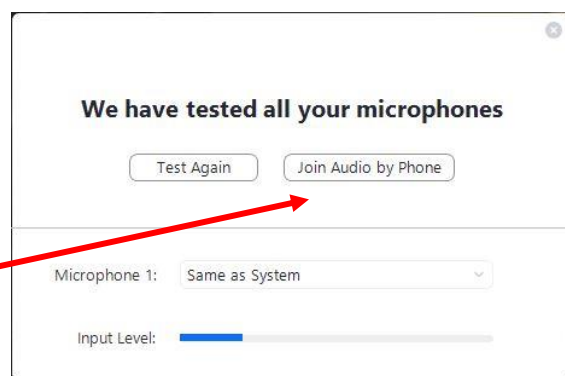 We have tested all your microphones
Test Again Join Audio by Phone
Microphone 1: Same as System
Input Level: